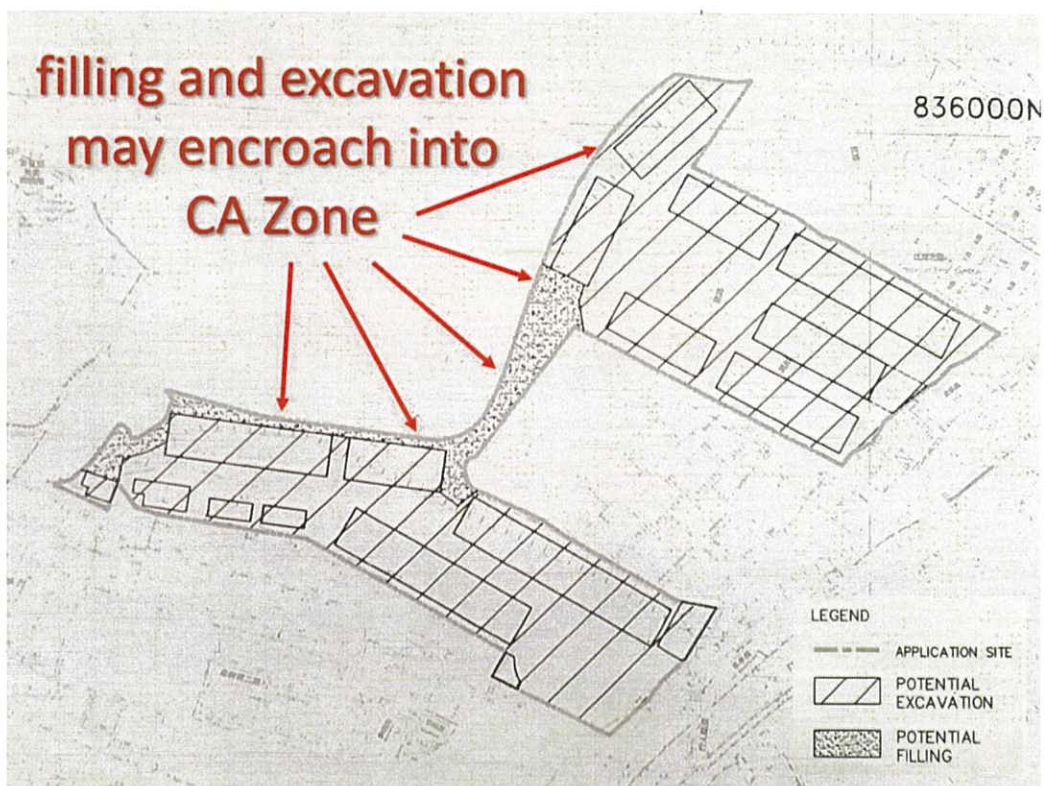 filling and excavation
may encroach into
CA Zone
836000N
LEGEND
APPLICATION SITE
POTENTIAL
EXCAVATION
POTENTIAL
FILLING